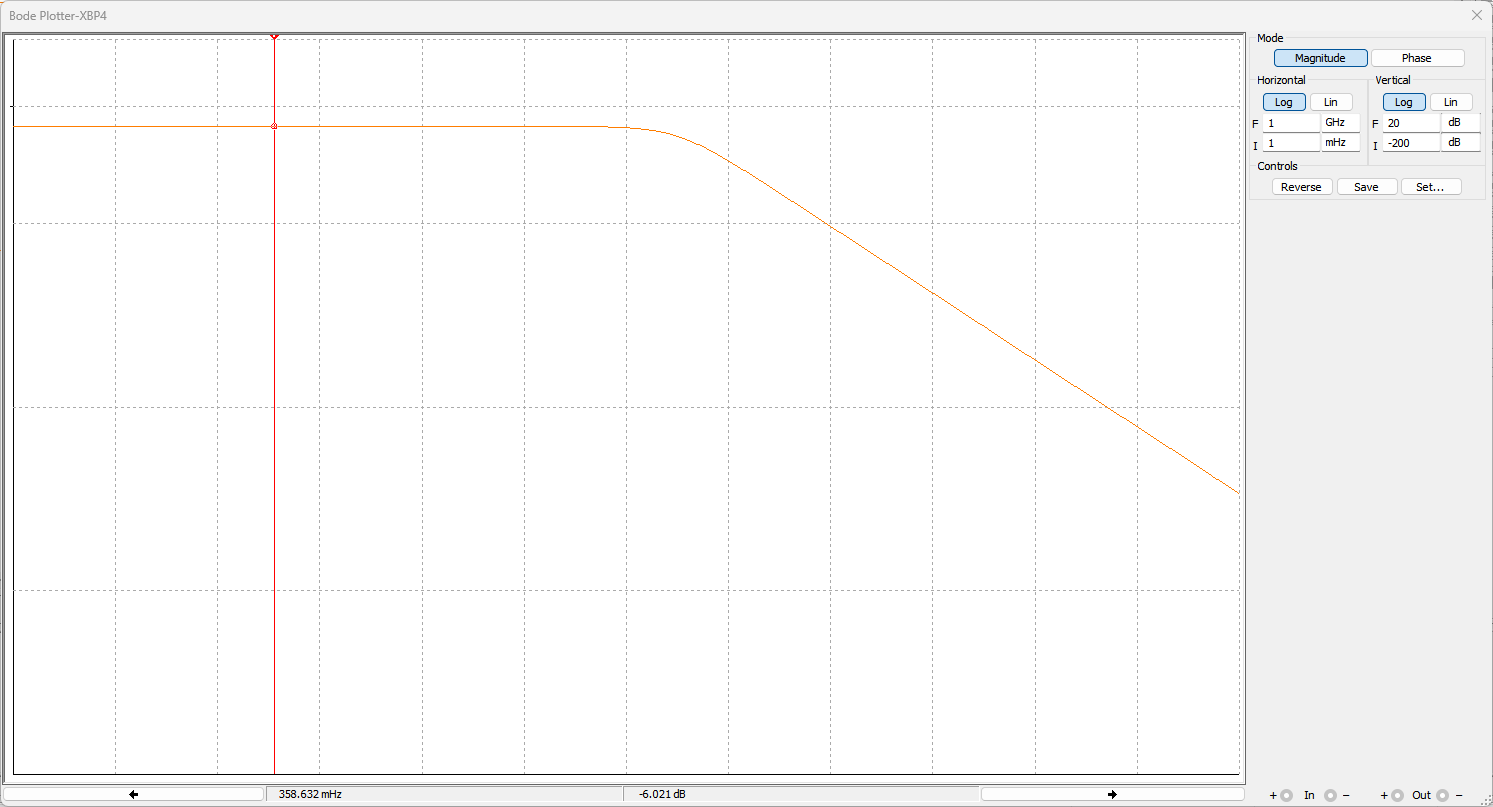 Bode Plotter-XBP4
Mode
Magnitude Phase
Horizontal Vertical
Log Lin Log Lin
F 1 GHz F 20 dB
I 1 mHz I -200 dB
Controls
Reverse Save Set...
358.632 mHz -6.021 dB
+ In - + Out -